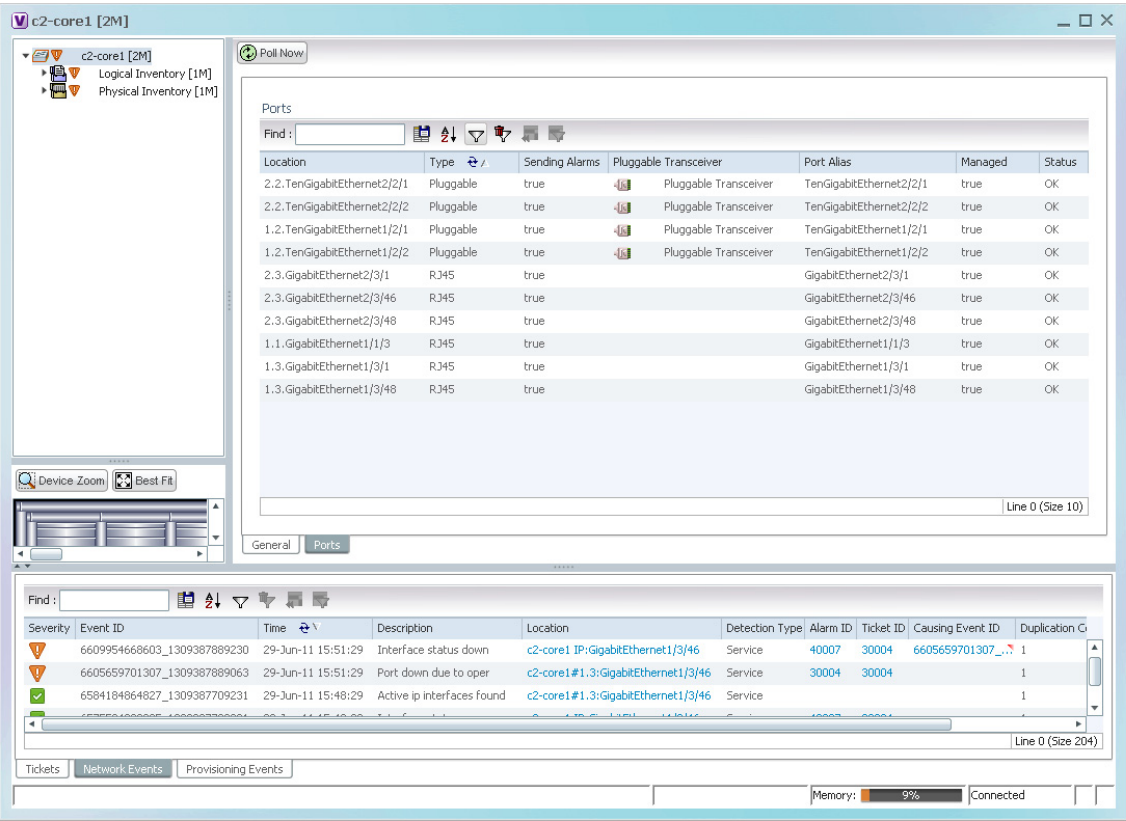 c2-core1 [2M]
c2-core1 [2M]
Logical Inventory [1M]
Physical Inventory [1M]
Poll Now
Ports
Find :
Location Type Sending Alarms Pluggable Transceiver Port Alias Managed Status
2.2.TenGigabitEthernet2/2/1 Pluggable true Pluggable Transceiver TenGigabitEthernet2/2/1 true OK
2.2.TenGigabitEthernet2/2/2 Pluggable true Pluggable Transceiver TenGigabitEthernet2/2/2 true OK
1.2.TenGigabitEthernet1/2/1 Pluggable true Pluggable Transceiver TenGigabitEthernet1/2/1 true OK
1.2.TenGigabitEthernet1/2/2 Pluggable true Pluggable Transceiver TenGigabitEthernet1/2/2 true OK
2.3.GigabitEthernet2/3/1 RJ45 true GigabitEthernet2/3/1 true OK
2.3.GigabitEthernet2/3/46 RJ45 true GigabitEthernet2/3/46 true OK
2.3.GigabitEthernet2/3/48 RJ45 true GigabitEthernet2/3/48 true OK
1.1.GigabitEthernet1/1/3 RJ45 true GigabitEthernet1/1/3 true OK
1.3.GigabitEthernet1/3/1 RJ45 true GigabitEthernet1/3/1 true OK
1.3.GigabitEthernet1/3/48 RJ45 true GigabitEthernet1/3/48 true OK
Line 0 (Size 10)
Device Zoom Best Fit
General Ports
Find :
Severity Event ID Time Description Location Detection Type Alarm ID Ticket ID Causing Event ID Duplication
6609954668603_1309387889230 29-Jun-11 15:51:29 Interface status down c2-core1 IP:GigabitEthernet1/3/46 Service 40007 30004 6605659701307_... 1
6605659701307_1309387889063 29-Jun-11 15:51:29 Port down due to oper c2-core1#1.3:GigabitEthernet1/3/46 Service 30004 30004 1
6584184864827_1309387709231 29-Jun-11 15:48:29 Active ip interfaces found c2-core1#1.3:GigabitEthernet1/3/46 Service 1
Line 0 (Size 204)
Tickets Network Events Provisioning Events
Memory: 9% Connected